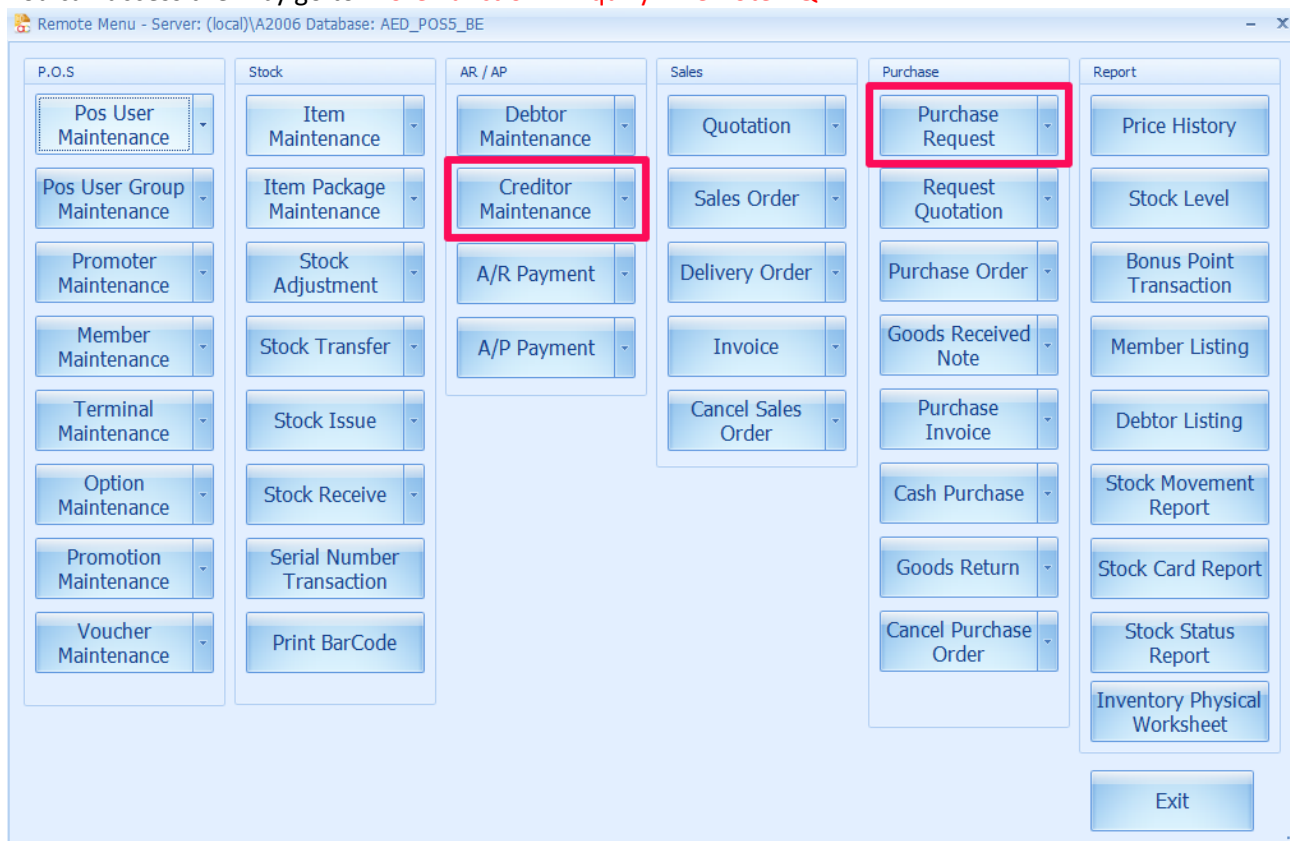 can access may go to
Remote Menu - Server: (local)\A2006 Database: AED_POS5_BE
P.O.S
Pos User
Maintenance
Pos User Group
Maintenance
Promoter
Maintenance
Member
Maintenance
Terminal
Maintenance
Option
Maintenance
Promotion
Maintenance
Voucher
Maintenance
Stock
Item
Maintenance
Item Package
Maintenance
Stock
Adjustment
Stock Transfer
Stock Issue
Stock Receive
Serial Number
Transaction
Print BarCode
AR / AP
Debtor
Maintenance
Creditor
Maintenance
A/R Payment
A/P Payment
Sales
Quotation
Sales Order
Delivery Order
Invoice
Cancel Sales
Order
Purchase
Purchase
Request
Request
Quotation
Purchase Order
Goods Received
Note
Purchase
Invoice
Cash Purchase
Goods Return
Cancel Purchase
Order
Report
Price History
Stock Level
Bonus Point
Transaction
Member Listing
Debtor Listing
Stock Movement
Report
Stock Card Report
Stock Status
Report
Inventory Physical
Worksheet
Exit